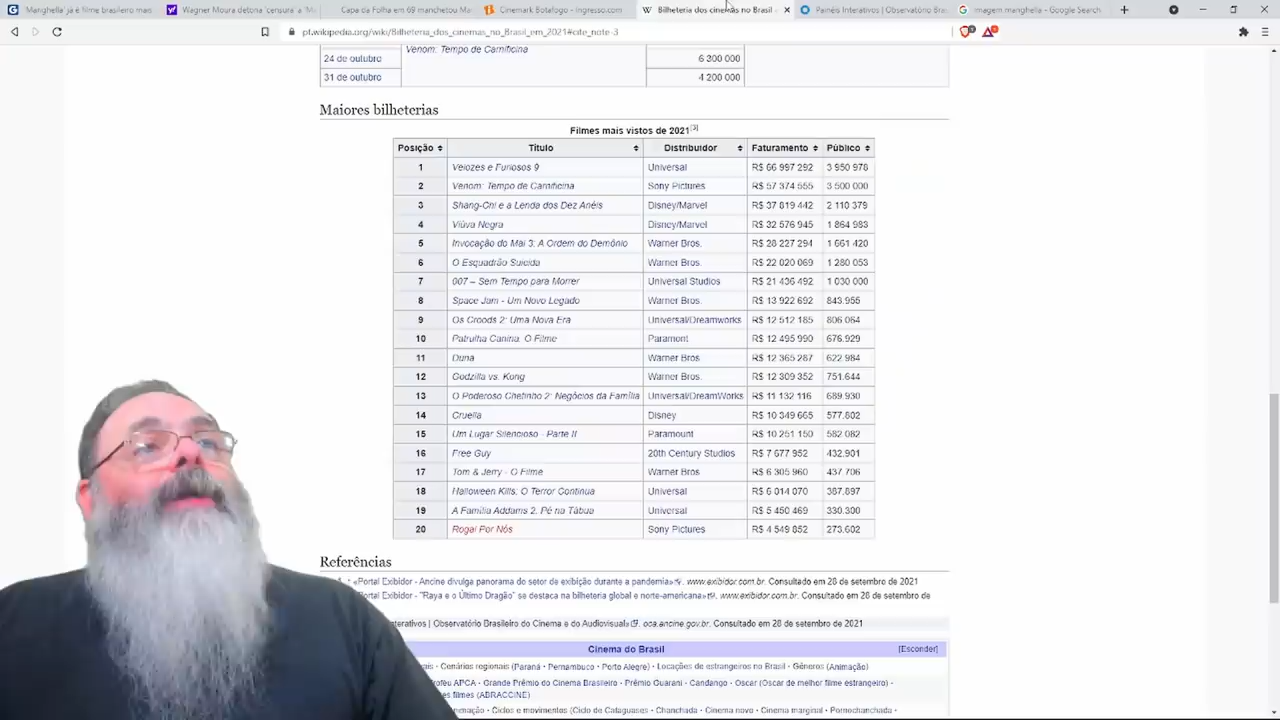 'Manghella' já é filme brasileiro mais
Wagner Moura detona 'censura' a 'M
Capa da Folha em 69 manchetou Ma
Cinemark Botafogo - Ingresso.com
Bilheteria dos cinemas no Brasil
Painéis Interativos | Observatório Bra
imagem.manghella - Google Search
pt.wikipedia.org/wiki/Bilheteria_dos_cinemas_no_Brasil_em_2021#cite_note-3
Venom: Tempo de Carnificina
24 de outubro 6 300 000
31 de outubro 4 200 000
Maiores bilheterias
Filmes mais vistos de 2021[3]
Posição Título Distribuidor Faturamento Público
1 Velozes e Furiosos 9 Universal R$ 66 997 292 3 950 976
2 Venom: Tempo de Carnificina Sony Pictures R$ 57 374 555 3 500 000
3 Shang-Chi e a Lenda dos Dez Anéis Disney/Marvel R$ 37 819 442 2 110 379
4 Viúva Negra Disney/Marvel R$ 32 576 945 1 864 983
5 Invocação do Mal 3: A Ordem do Demônio Warner Bros. R$ 28 227 294 1 661 420
6 O Esquadrão Suicida Warner Bros. R$ 22 020 069 1 280 053
7 007 – Sem Tempo para Morrer Universal Studios R$ 21 436 492 1 030 000
8 Space Jam - Um Novo Legado Warner Bros. R$ 13 922 692 843.955
9 Os Croods 2: Uma Nova Era Universal/Dreamworks R$ 12 512 185 806 064
10 Patrulha Canina: O Filme Paramont R$ 12 495 990 676.929
11 Duna Warner Bros R$ 12 365 287 622.984
12 Godzilla vs. Kong Warner Bros. R$ 12 309 352 751.644
13 O Poderoso Chefinho 2: Negócios da Família Universal/DreamWorks R$ 11 132 116 689.930
14 Cruella Disney R$ 10 349 665 577.802
15 Um Lugar Silencioso - Parte II Paramount R$ 10 251 150 582.082
16 Free Guy 20th Century Studios R$ 7 677 952 432.901
17 Tom & Jerry - O Filme Warner Bros R$ 6 305 960 437.706
18 Halloween Kills: O Terror Continua Universal R$ 6 014 070 387.897
19 A Família Addams 2: Pé na Tábua Universal R$ 5 450 469 330.300
20 Rogai Por Nós Sony Pictures R$ 4 549 852 273.602
Referências
«Portal Exibidor - Ancine divulga panorama do setor de exibição durante a pandemia». www.exibidor.com.br. Consultado em 28 de setembro de 2021
Portal Exibidor - "Raya e o Último Dragão" se destaca na bilheteria global e norte-americana». www.exibidor.com.br. Consultado em 28 de setembro de
nterativos | Observatório Brasileiro do Cinema e do Audiovisual». oca.ancine.gov.br. Consultado em 28 de setembro de 2021
Cinema do Brasil [Esconder]
ais · Cenários regionais (Paraná · Pernambuco · Porto Alegre) · Locações de estrangeiros no Brasil · Gêneros (Animação)
oféu APCA · Grande Prêmio do Cinema Brasileiro · Prêmio Guarani · Candango · Oscar (Oscar de melhor filme estrangeiro) ·
es filmes (ABRACCINE)
emação · Ciclos e movimentos (Ciclo de Cataguases · Chanchada · Cinema novo · Cinema marginal · Pornochanchada ·